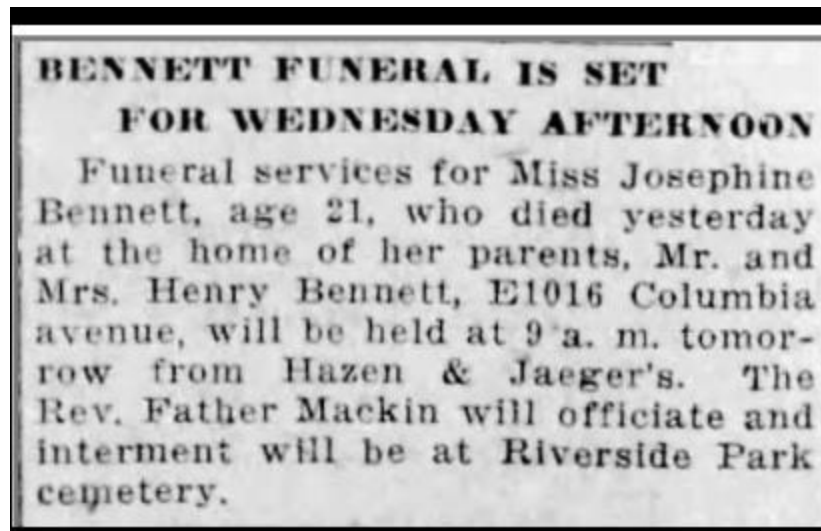 BENNETT FUNERAL IS SET
FOR WEDNESDAY AFTERNOON
Funeral services for Miss Josephine
Bennett, age 21, who died yesterday
at the home of her parents, Mr. and
Mrs. Henry Bennett, E1016 Columbia
avenue, will be held at 9 a. m. tomor-
row from Hazen & Jaeger's. The
Rev. Father Mackin will officiate and
interment will be at Riverside Park
cemetery.